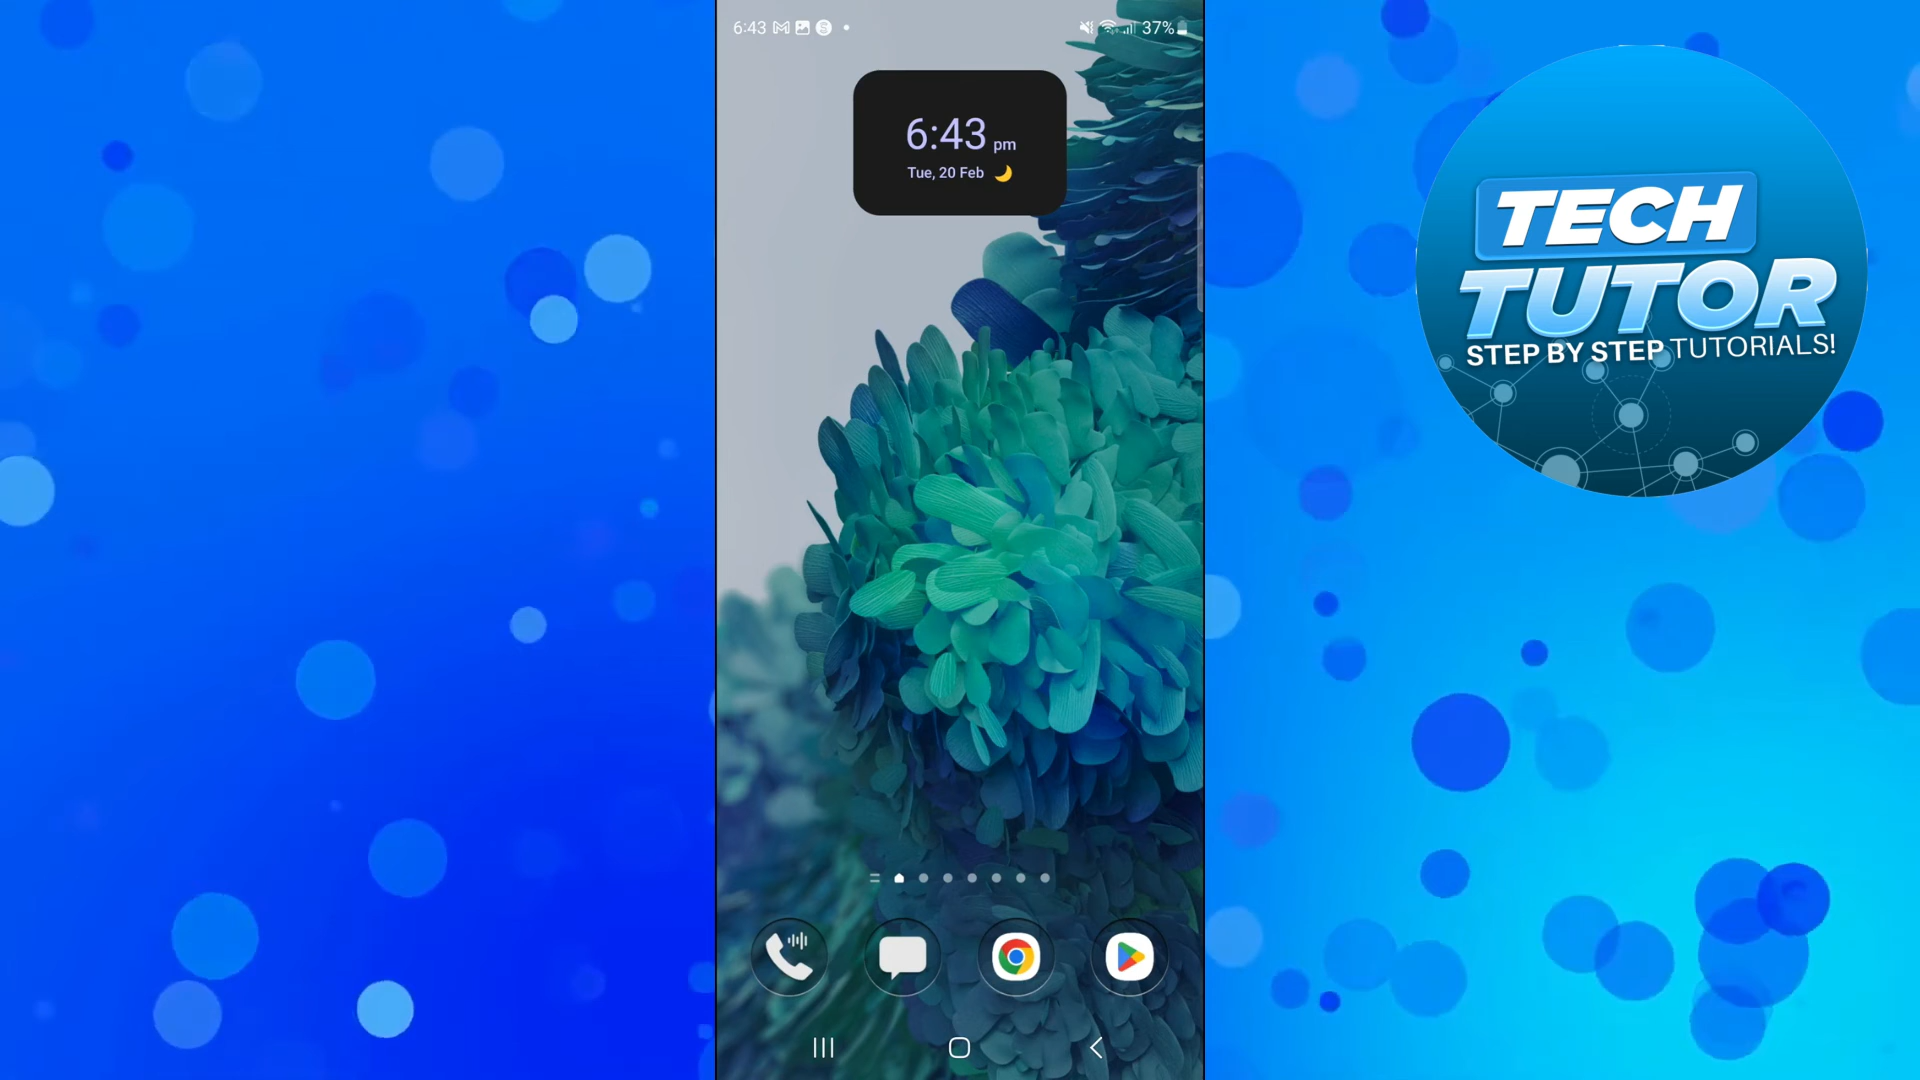 6:43
37%
6:43 pm
Tue, 20 Feb
TECH
TUTOR
STEP BY STEP TUTORIALS!